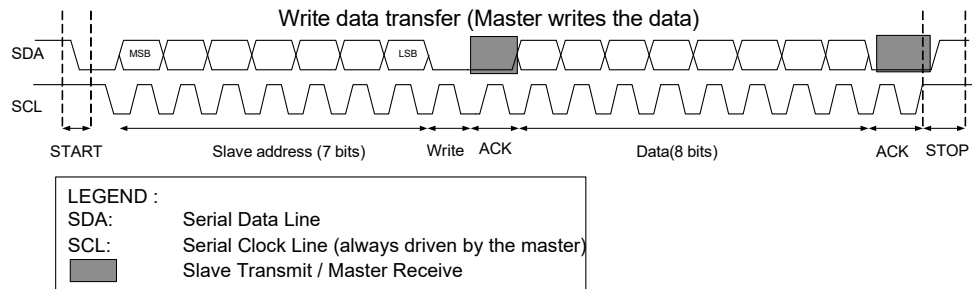 Write data transfer (Master writes the data)
SDA
MSB
LSB
SCL
START
Slave address (7 bits)
Write
ACK
Data(8 bits)
ACK
STOP
LEGEND :
SDA: Serial Data Line
SCL: Serial Clock Line (always driven by the master)
Slave Transmit / Master Receive